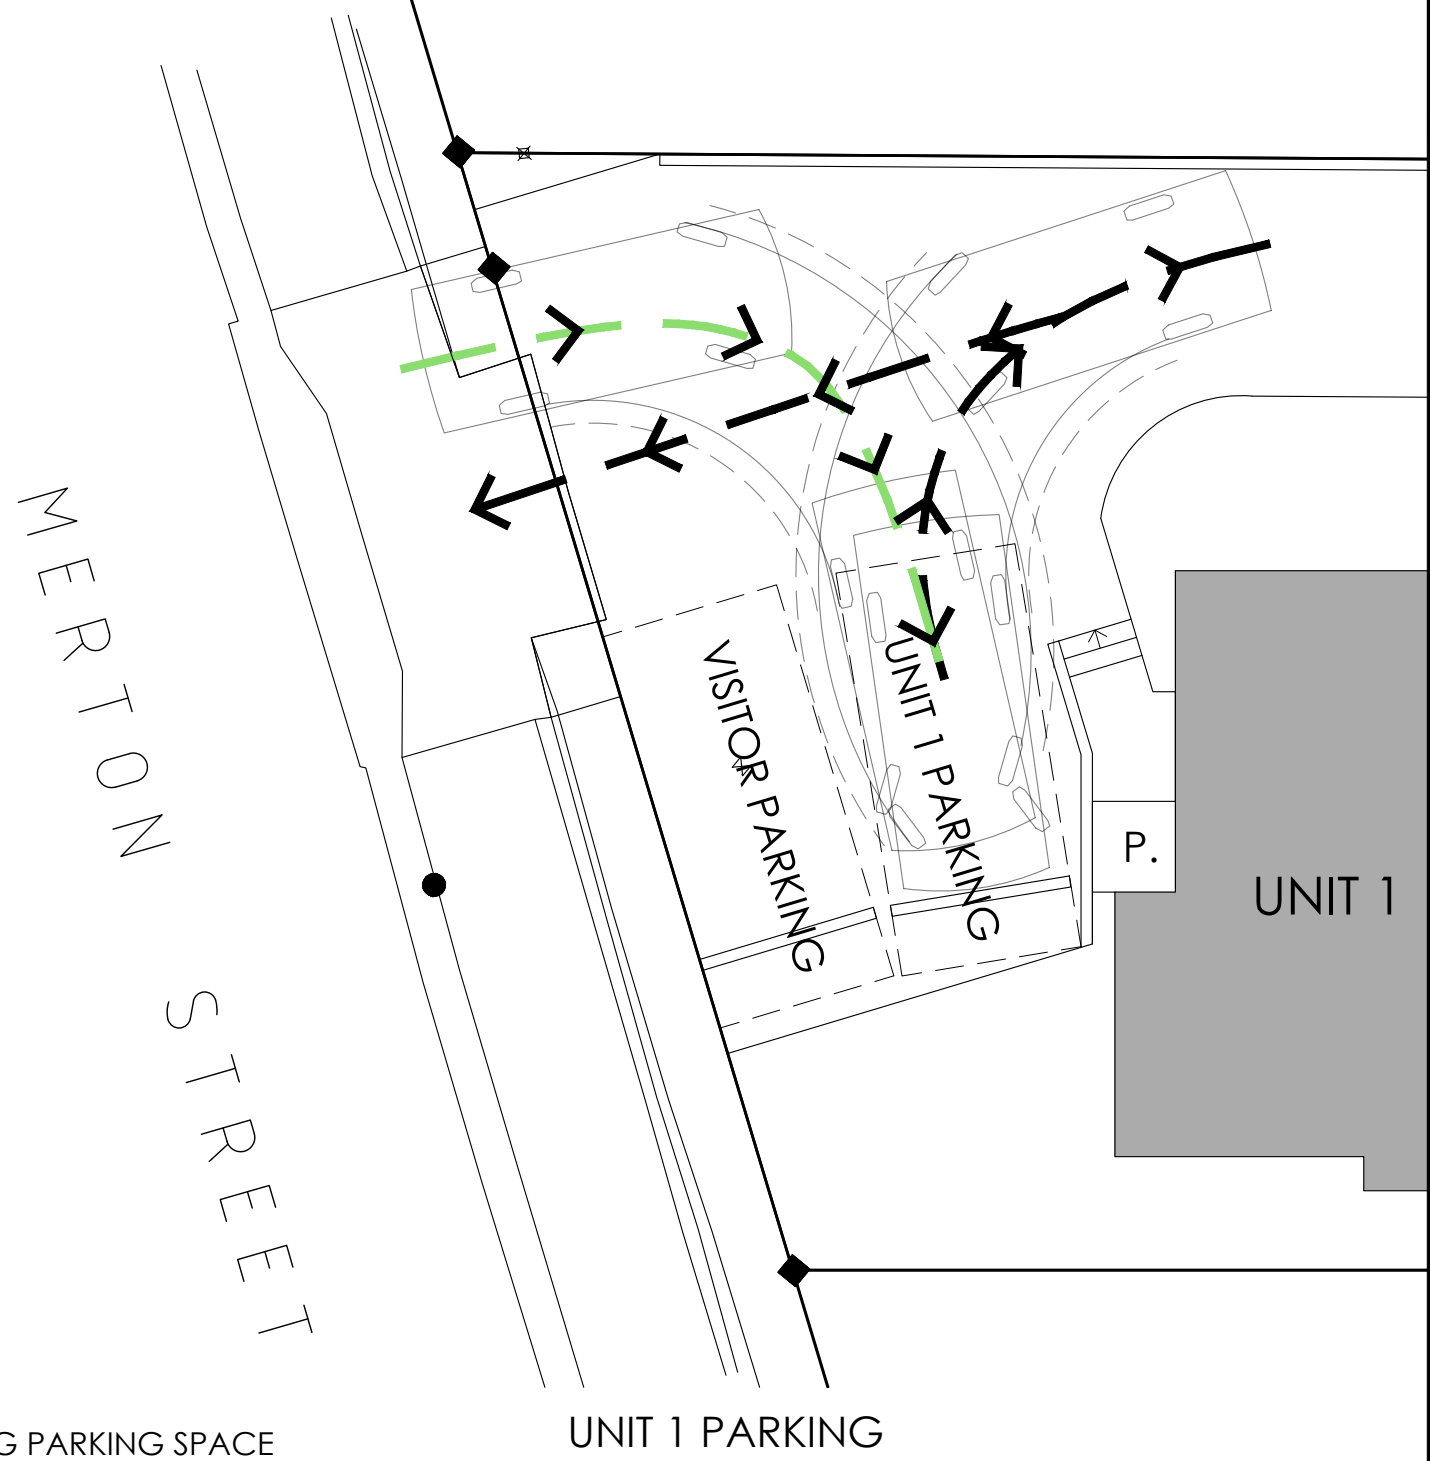 MERTON STREET
VISITOR PARKING
UNIT 1 PARKING
P.
UNIT 1
G PARKING SPACE
UNIT 1 PARKING